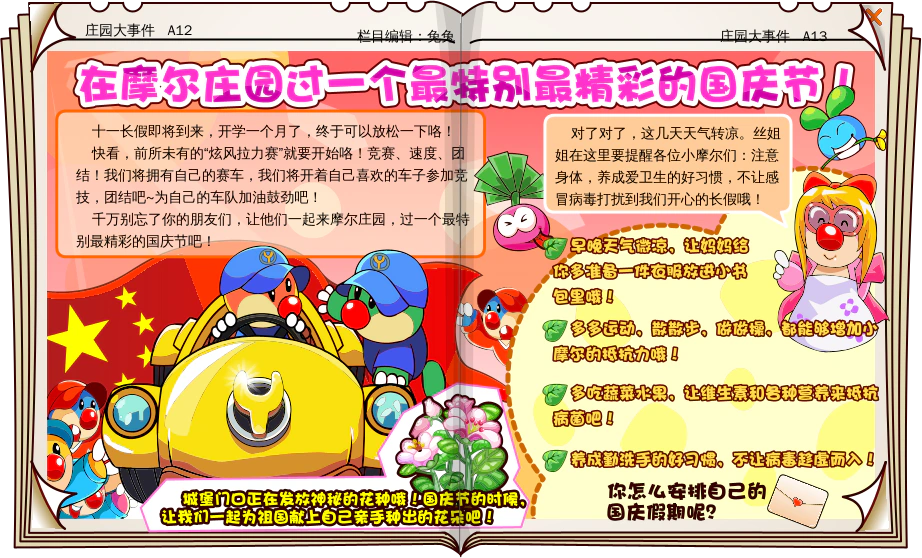 庄园大事件 A12
栏目编辑：兔兔
庄园大事件 A13
在摩尔庄园过一个最特别最精彩的国庆节！
十一长假即将到来，开学一个月了，终于可以放松一下咯！
快看，前所未有的“炫风拉力赛”就要开始咯！竞赛、速度、团
结！我们将拥有自己的赛车，我们将开着自己喜欢的车子参加竞
技，团结吧~为自己的车队加油鼓劲吧！
千万别忘了你的朋友们，让他们一起来摩尔庄园，过一个最特
别最精彩的国庆节吧！
对了对了，这几天天气转凉。丝姐
姐在这里要提醒各位小摩尔们：注意
身体，养成爱卫生的好习惯，不让感
冒病毒打扰到我们开心的长假哦！
早晚天气微凉，让妈妈给
你多准备一件衣服放进小书
包里哦！
多多运动，散散步，做做操，都能够增加小
摩尔的抵抗力哦！
多吃蔬菜水果，让维生素和各种营养来抵抗
病菌吧！
养成勤洗手的好习惯，不让病毒趁虚而入！
城堡门口正在发放神秘的花种哦！国庆节的时候，
让我们一起为祖国献上自己亲手种出的花朵吧！
你怎么安排自己的
国庆假期呢？